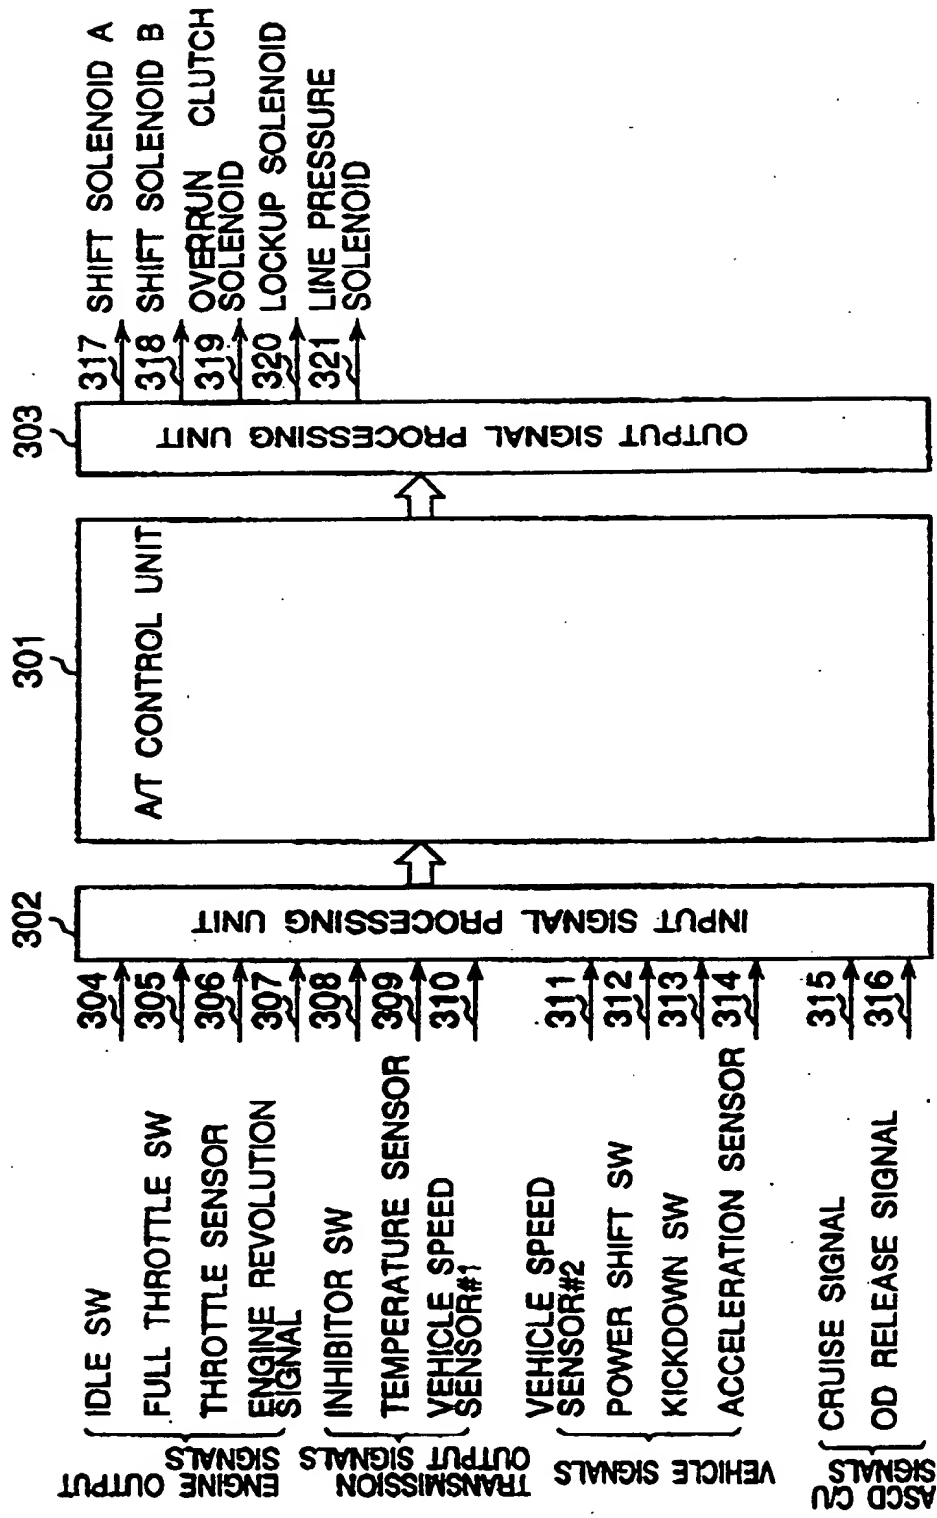 ENGINE OUTPUT
SIGNALS
IDLE SW
304
FULL THROTTLE SW
305
THROTTLE SENSOR
306
ENGINE REVOLUTION
SIGNAL
307
TRANSMISSION
OUTPUT SIGNALS
INHIBITOR SW
308
TEMPERATURE SENSOR
309
VEHICLE SPEED
SENSOR#1
310
VEHICLE SIGNALS
VEHICLE SPEED
SENSOR#2
311
POWER SHIFT SW
312
KICKDOWN SW
313
ACCELERATION SENSOR
314
ASCD C/U
SIGNALS
CRUISE SIGNAL
315
OD RELEASE SIGNAL
316
302
INPUT SIGNAL PROCESSING UNIT
301
A/T CONTROL UNIT
303
OUTPUT SIGNAL PROCESSING UNIT
317
SHIFT SOLENOID A
318
SHIFT SOLENOID B
319
OVERRUN CLUTCH
SOLENOID
320
LOCKUP SOLENOID
321
LINE PRESSURE
SOLENOID